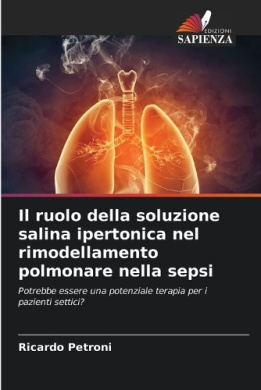 EDIZIONI
SAPIENZA
Il ruolo della soluzione
salina ipertonica nel
rimodellamento
polmonare nella sepsi
Potrebbe essere una potenziale terapia per i
pazienti settici?
Ricardo Petroni